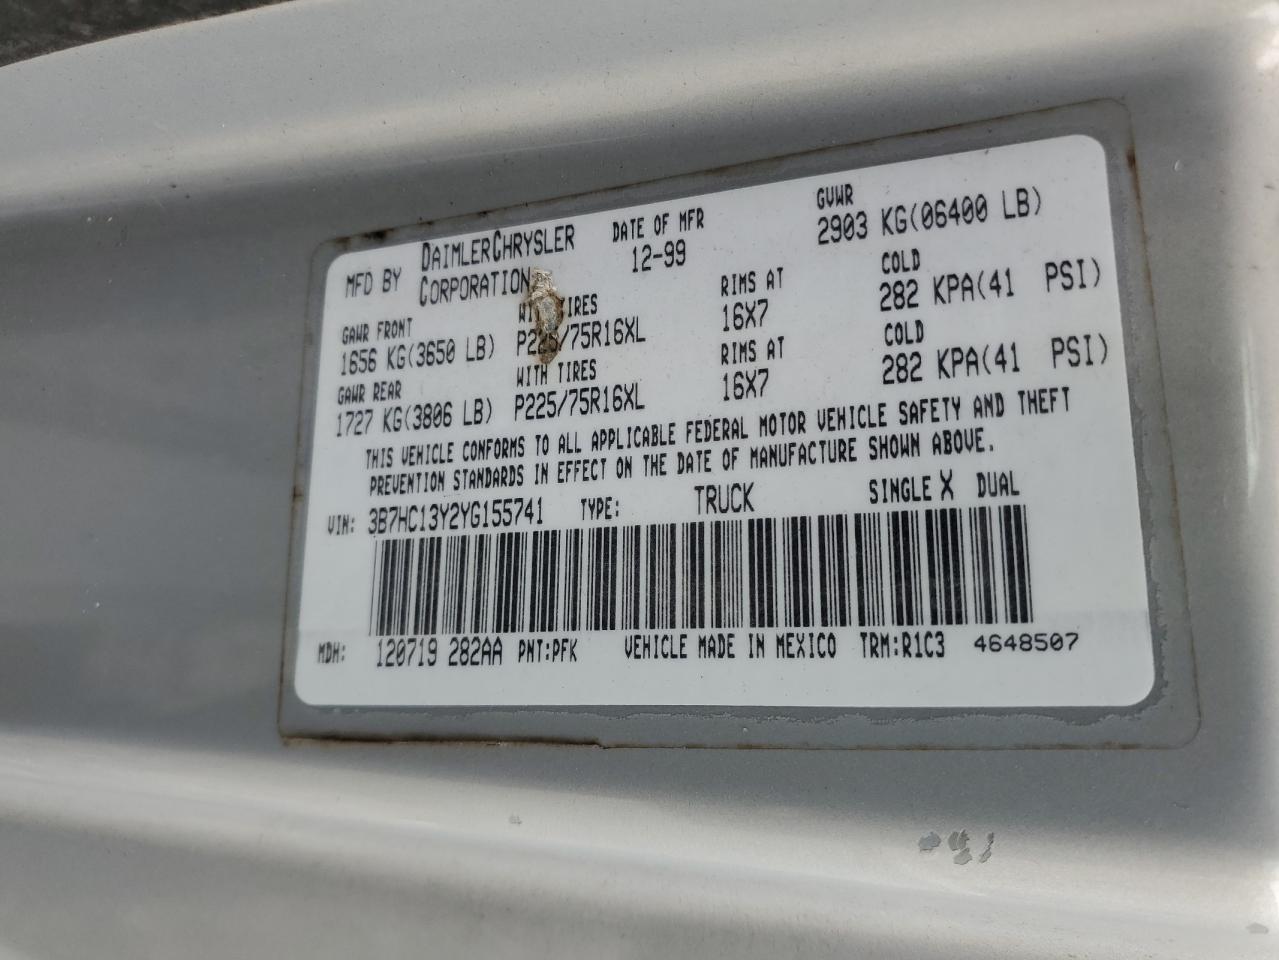 MFD BY DAIMLERCHRYSLER CORPORATION DATE OF MFR 12-99 GVWR 2903 KG(06400 LB)
GAWR FRONT WITH TIRES RIMS AT COLD
1656 KG(3650 LB) P225/75R16XL 16X7 282 KPA(41 PSI)
GAWR REAR WITH TIRES RIMS AT COLD
1727 KG(3806 LB) P225/75R16XL 16X7 282 KPA(41 PSI)
THIS VEHICLE CONFORMS TO ALL APPLICABLE FEDERAL MOTOR VEHICLE SAFETY AND THEFT
PREVENTION STANDARDS IN EFFECT ON THE DATE OF MANUFACTURE SHOWN ABOVE.
VIN: 3B7HC13Y2YG155741 TYPE: TRUCK SINGLE X DUAL
MDH: 120719 282AA PNT:PFK VEHICLE MADE IN MEXICO TRM:R1C3 4648507